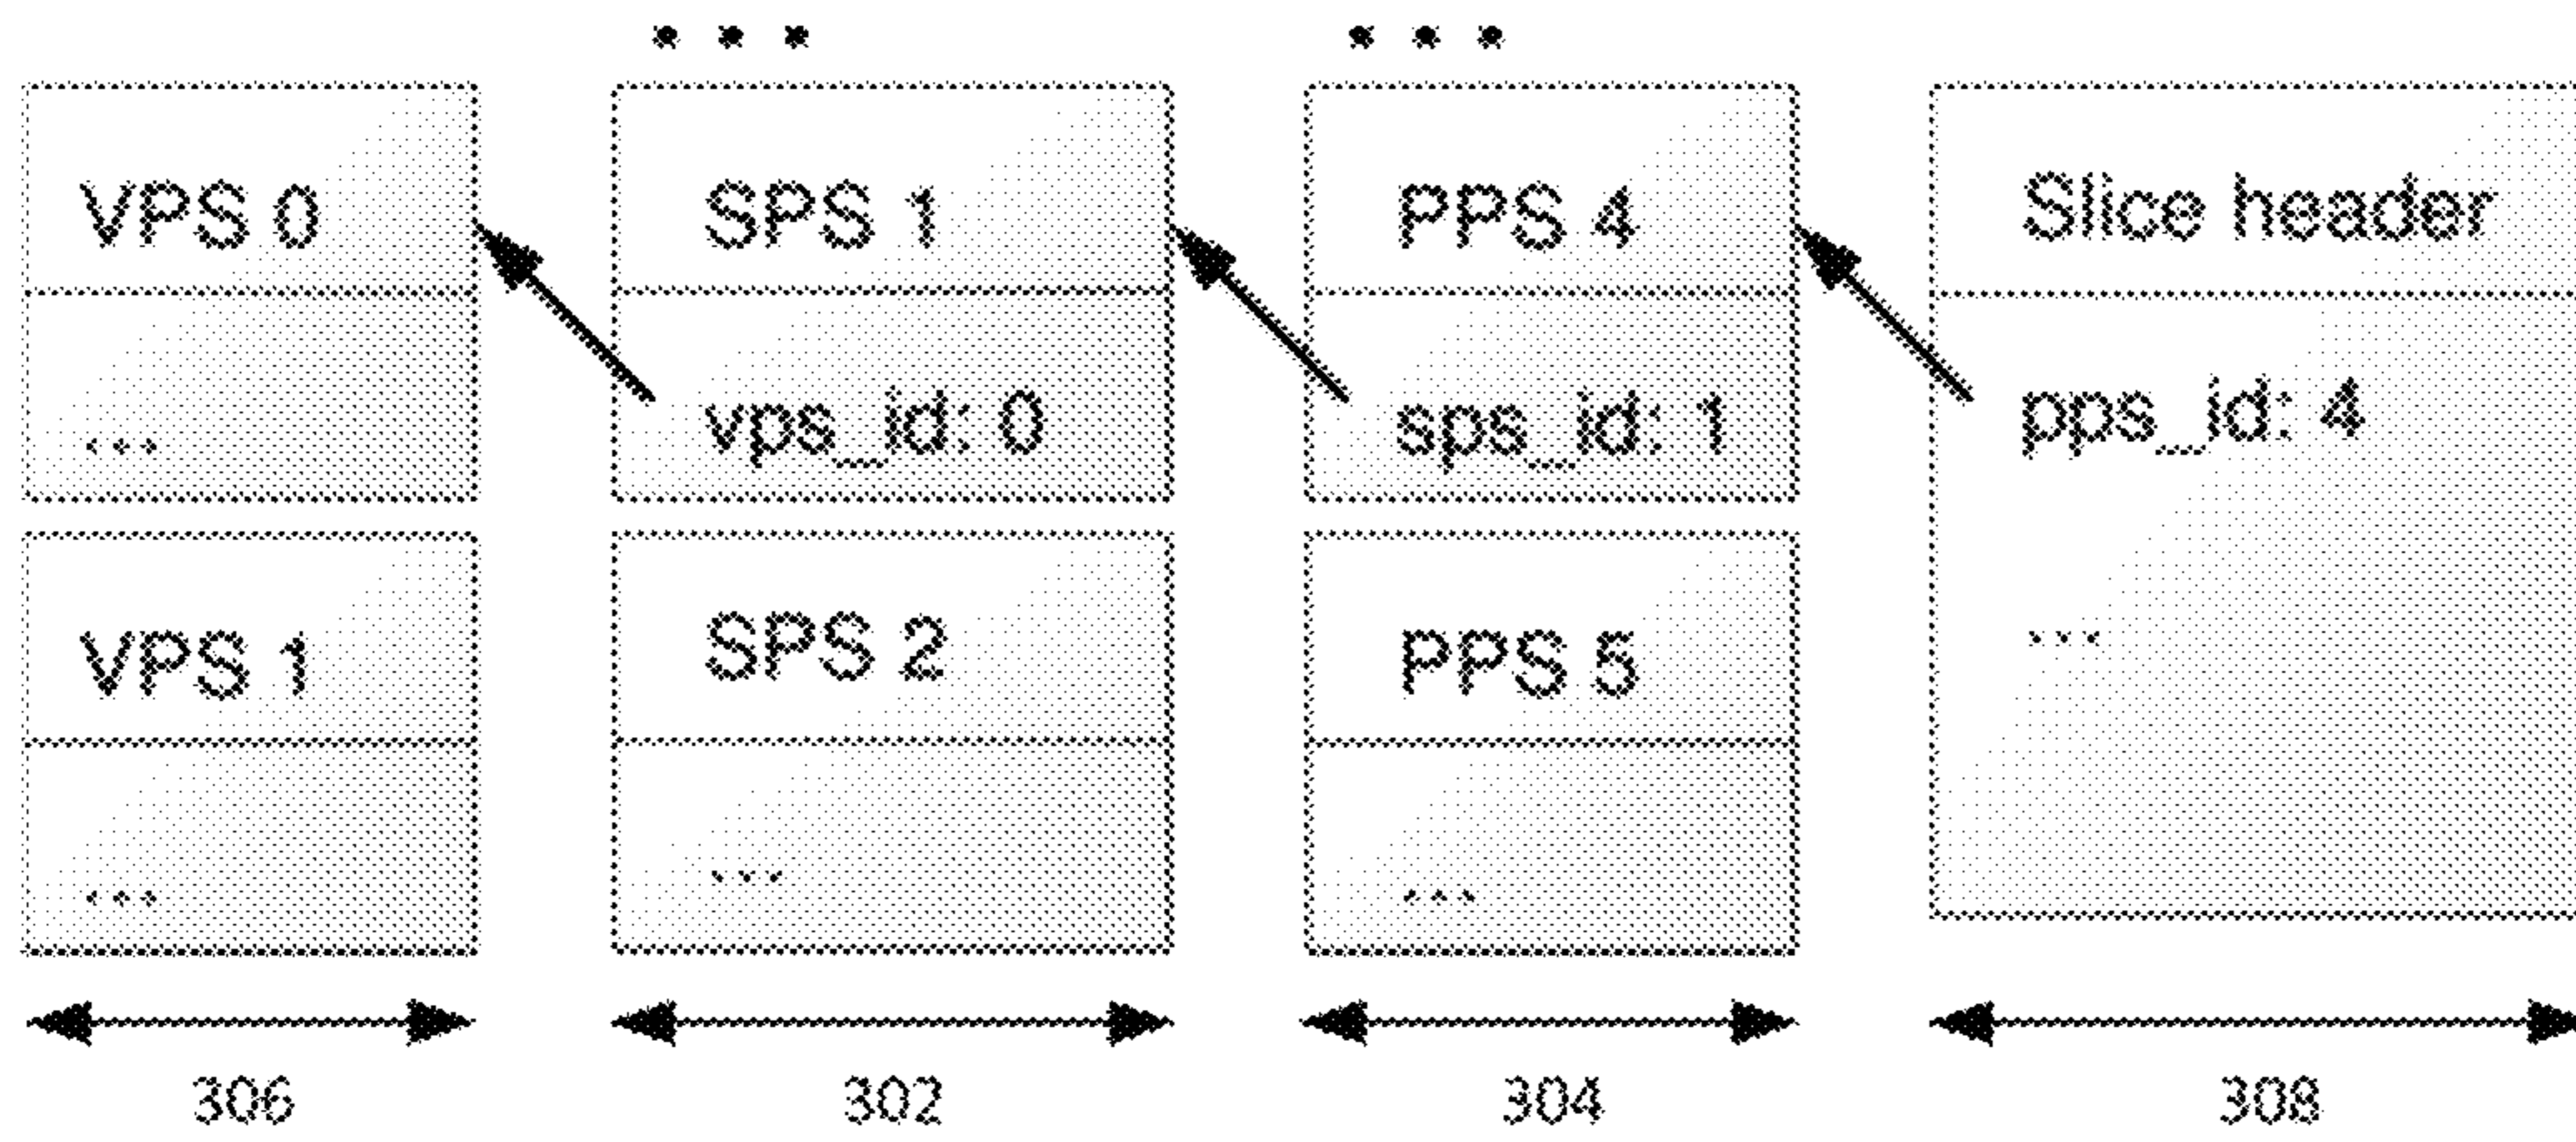 • • •
• • •
VPS 0
...
SPS 1
vps_id: 0
PPS 4
sps_id: 1
Slice header
pps_id: 4
...
VPS 1
...
SPS 2
...
PPS 5
...
306
302
304
308